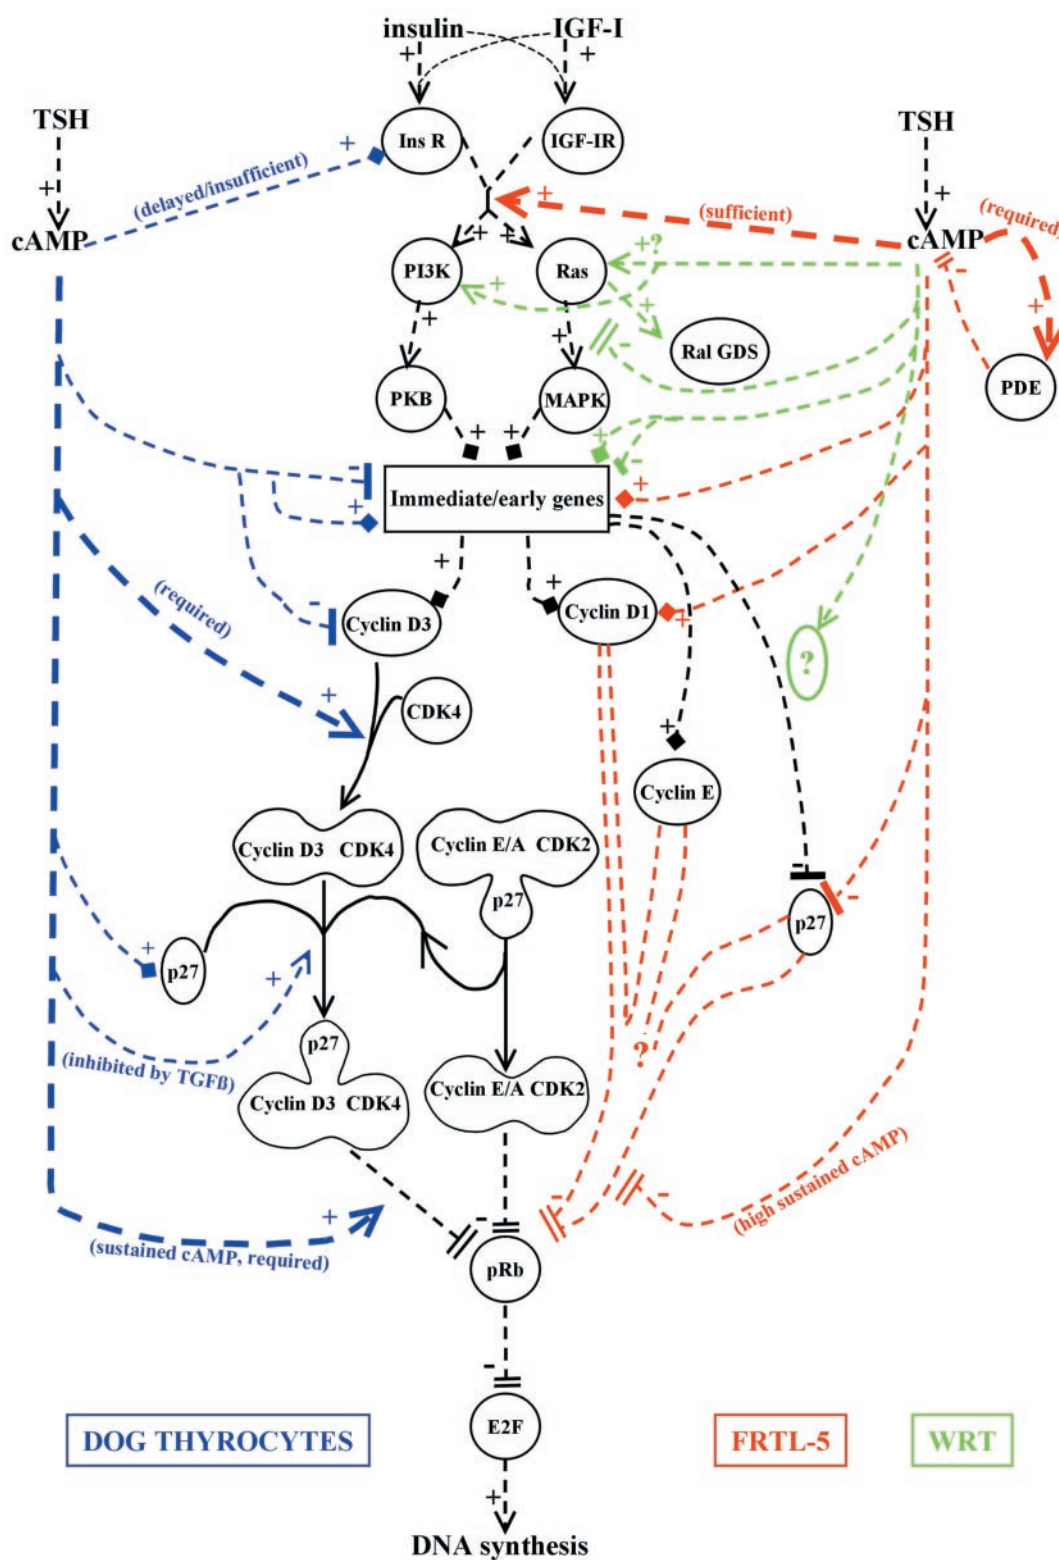 insulin IGF-I
+ +
TSH Ins R IGF-IR TSH
+ + +
(delayed/insufficient) + (sufficient) (required)
cAMP cAMP
+ + +?
PI3K Ras
+ +
+ + - Ral GDS - +
PKB MAPK PDE
+ + +
- -
Immediate/early genes +
+
+ +
(required) - Cyclin D3 Cyclin D1 +
?
+ CDK4 +
Cyclin E
Cyclin D3 CDK4 Cyclin E/A CDK2
p27 - -
+ p27
p27 +
p27 ?
(inhibited by TGFß) Cyclin E/A CDK2
Cyclin D3 CDK4
(high sustained cAMP)
+ - - - -
(sustained cAMP, required)
pRb
-
E2F
DOG THYROCYTES FRTL-5 WRT
+
DNA synthesis